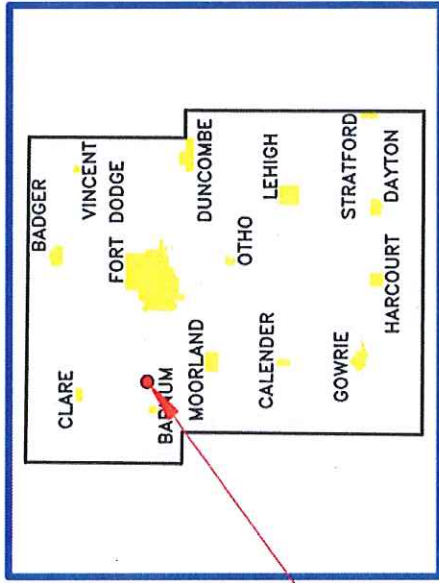 BADGER
VINCENT
CLARE
FORT DODGE
BARNUM
DUNCOMBE
MOORLAND
OTHO
LEHIGH
CALENDER
STRATFORD
GOWRIE
DAYTON
HARCOURT